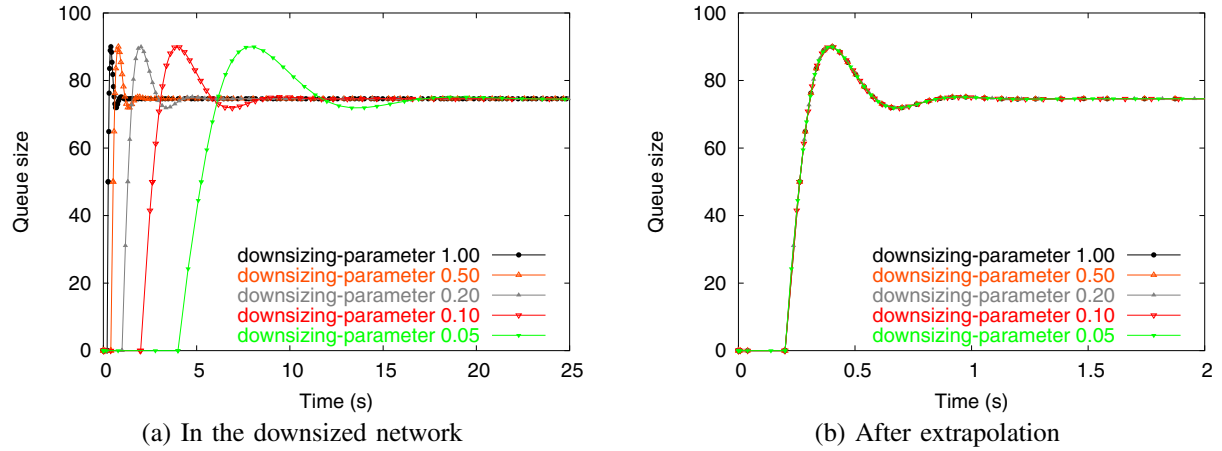 100
80
60
40
20
0
Queue size
downsizing-parameter 1.00
downsizing-parameter 0.50
downsizing-parameter 0.20
downsizing-parameter 0.10
downsizing-parameter 0.05
0 5 10 15 20 25
Time (s)
(a) In the downsized network
100
80
60
40
20
0
Queue size
downsizing-parameter 1.00
downsizing-parameter 0.50
downsizing-parameter 0.20
downsizing-parameter 0.10
downsizing-parameter 0.05
0 0.5 1 1.5 2
Time (s)
(b) After extrapolation